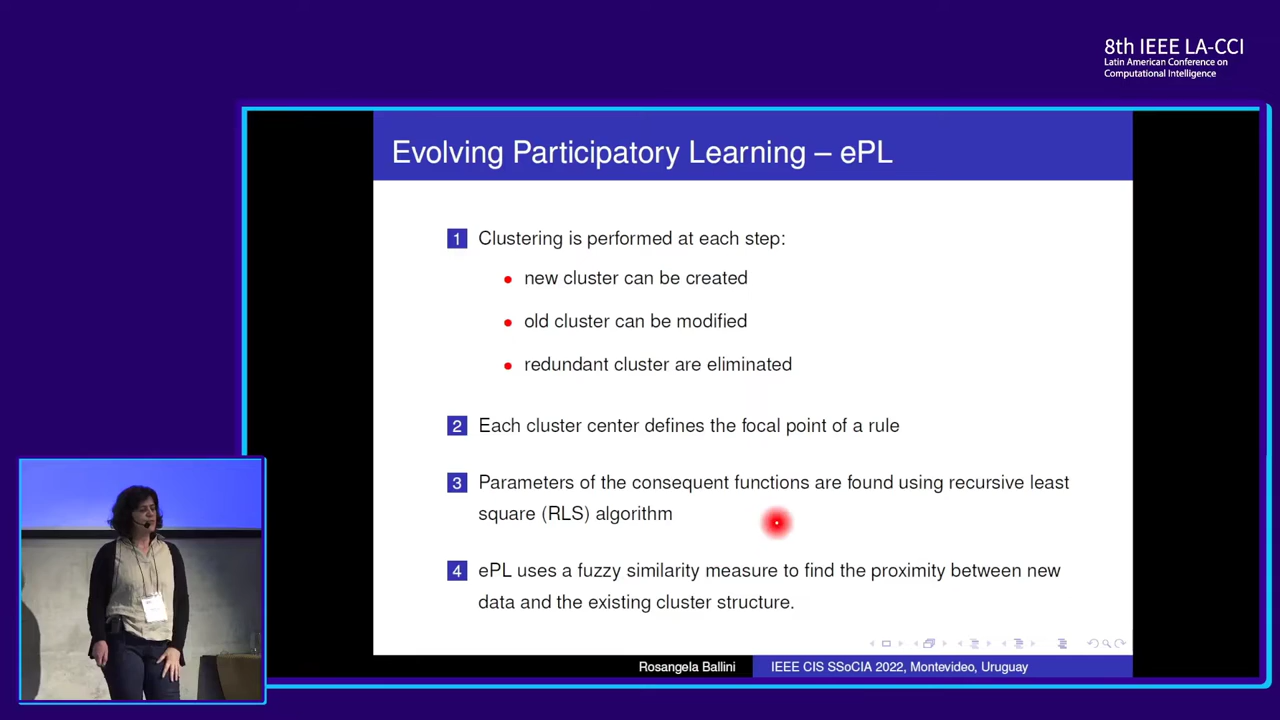 8th IEEE LA-CCI
Latin American Conference on
Computational Intelligence
Evolving Participatory Learning – ePL
1 Clustering is performed at each step:
new cluster can be created
old cluster can be modified
redundant cluster are eliminated
2 Each cluster center defines the focal point of a rule
3 Parameters of the consequent functions are found using recursive least
square (RLS) algorithm
4 ePL uses a fuzzy similarity measure to find the proximity between new
data and the existing cluster structure.
Rosangela Ballini
IEEE CIS SSoCIA 2022, Montevideo, Uruguay